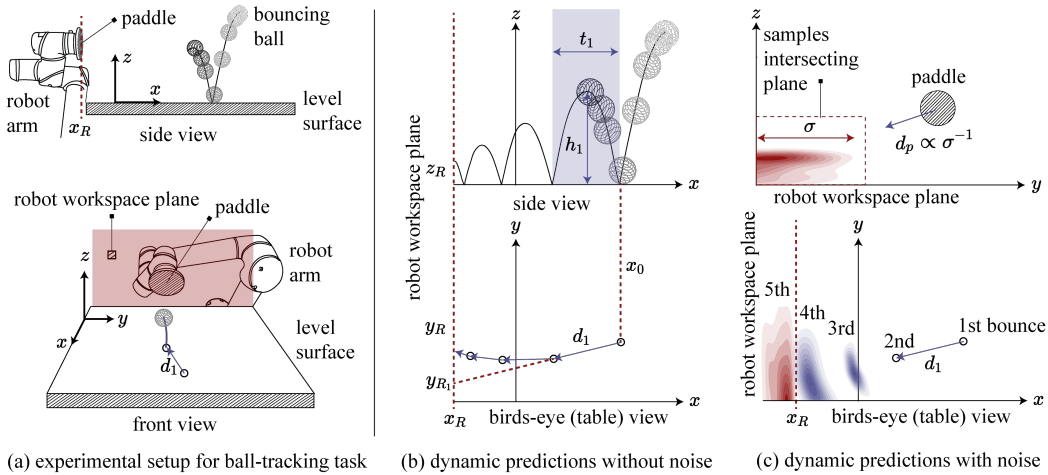 paddle
bouncing
ball
z
x
robot
arm
x_R
side view
level
surface
robot workspace plane
paddle
z
y
x
robot
arm
d_1
level
surface
front view
(a) experimental setup for ball-tracking task
z
t_1
h_1
z_R
x
side view
robot workspace plane
y
x_0
y_R
d_1
y_{R_1}
x_R
birds-eye (table) view
x
(b) dynamic predictions without noise
z
samples
intersecting
plane
paddle
σ
d_p ∝ σ^{-1}
robot workspace plane
y
robot workspace plane
y
5th
4th
3rd
2nd
1st bounce
d_1
x_R
birds-eye (table) view
x
(c) dynamic predictions with noise